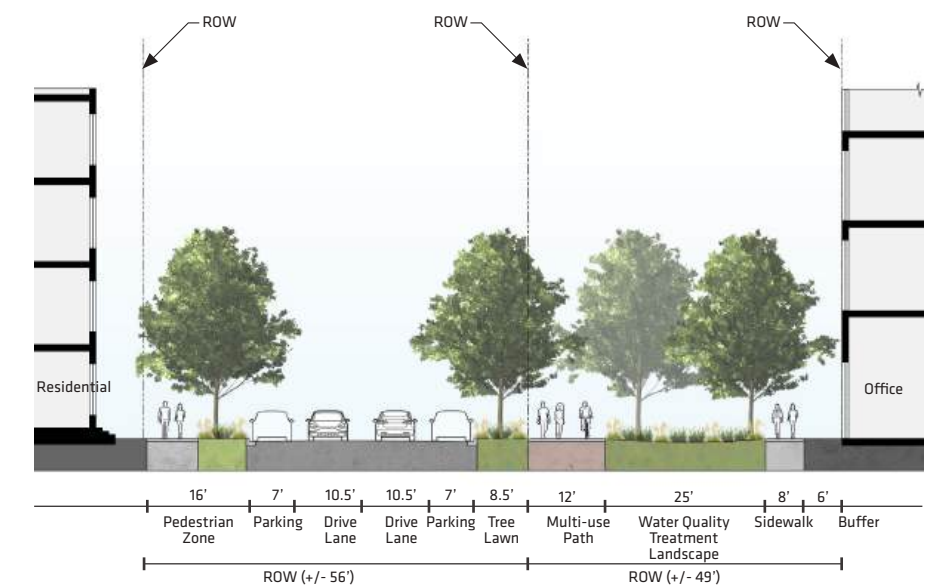 ROW
ROW
ROW
Residential
Office
16’ 7’ 10.5’ 10.5’ 7’ 8.5’ 12’ 25’ 8’ 6’
Pedestrian Zone
Parking
Drive Lane
Drive Lane
Parking
Tree Lawn
Multi-use Path
Water Quality Treatment Landscape
Sidewalk
Buffer
ROW (+/- 56’)
ROW (+/- 49’)